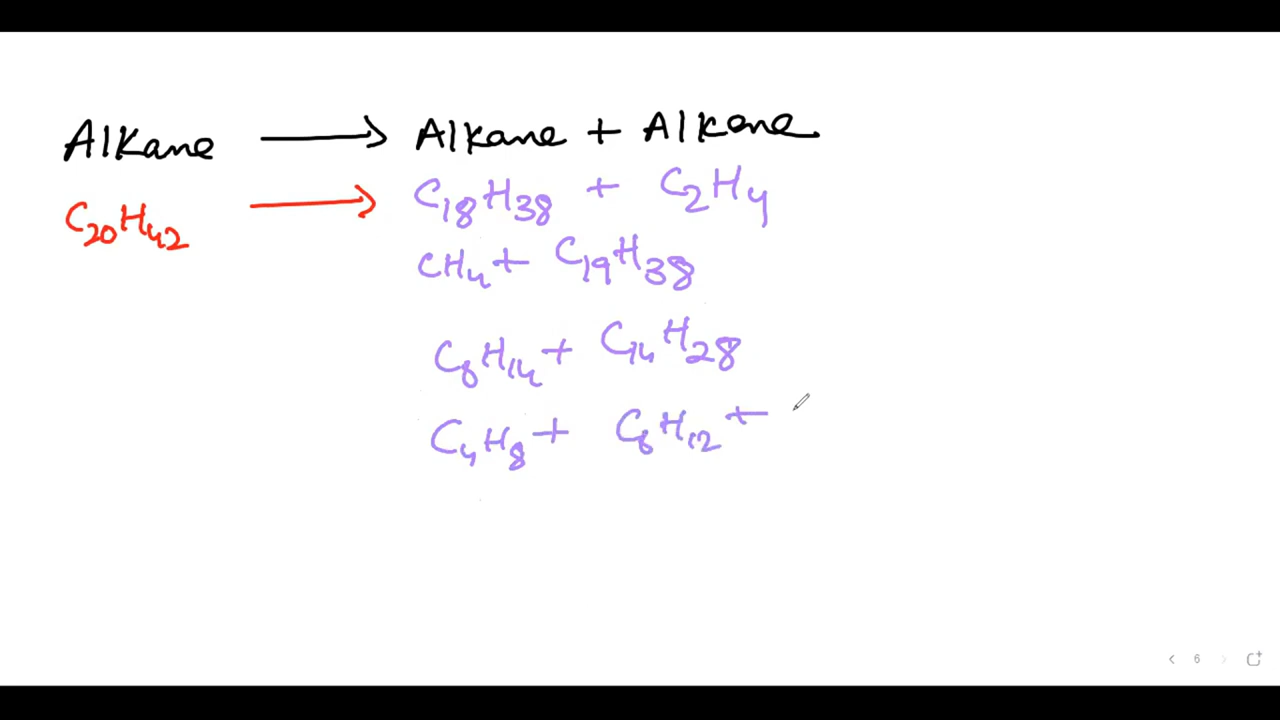 Alkane → Alkane + Alkene
C₂₀H₄₂ → C₁₈H₃₈ + C₂H₄
CH₄ + C₁₉H₃₈
C₆H₁₄ + C₁₄H₂₈
C₄H₈ + C₆H₁₂ +
6